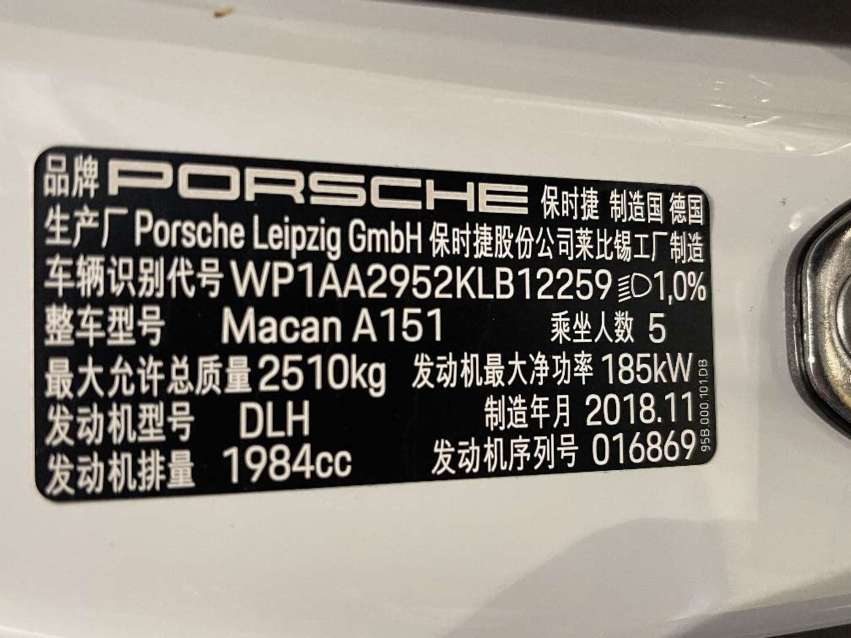 品牌 PORSCHE 保时捷 制造国 德国
生产厂 Porsche Leipzig GmbH 保时捷股份公司莱比锡工厂制造
车辆识别代号 WP1AA2952KLB12259 1,0%
整车型号 Macan A151 乘坐人数 5
最大允许总质量 2510kg 发动机最大净功率 185kW
发动机型号 DLH 制造年月 2018.11
发动机排量 1984cc 发动机序列号 016869
95B.000.101.DB